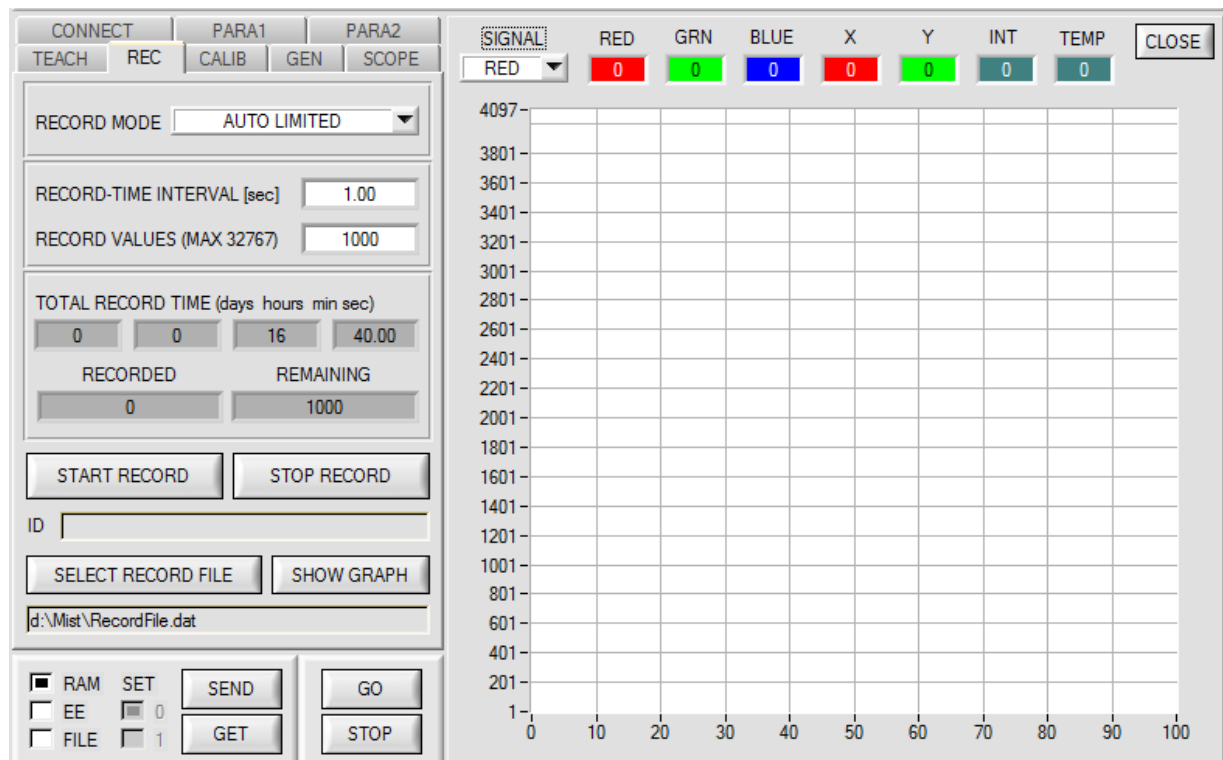 CONNECT PARA1 PARA2
TEACH REC CALIB GEN SCOPE
RECORD MODE AUTO LIMITED
RECORD-TIME INTERVAL [sec] 1.00
RECORD VALUES (MAX 32767) 1000
TOTAL RECORD TIME (days hours min sec)
0 0 16 40.00
RECORDED REMAINING
0 1000
START RECORD STOP RECORD
ID
SELECT RECORD FILE SHOW GRAPH
d:\Mist\RecordFile.dat
RAM SET SEND GO
EE 0
FILE 1 GET STOP
SIGNAL RED GRN BLUE X Y INT TEMP CLOSE
RED 0 0 0 0 0 0 0
4097
3801
3601
3401
3201
3001
2801
2601
2401
2201
2001
1801
1601
1401
1201
1001
801
601
401
201
1
0 10 20 30 40 50 60 70 80 90 100